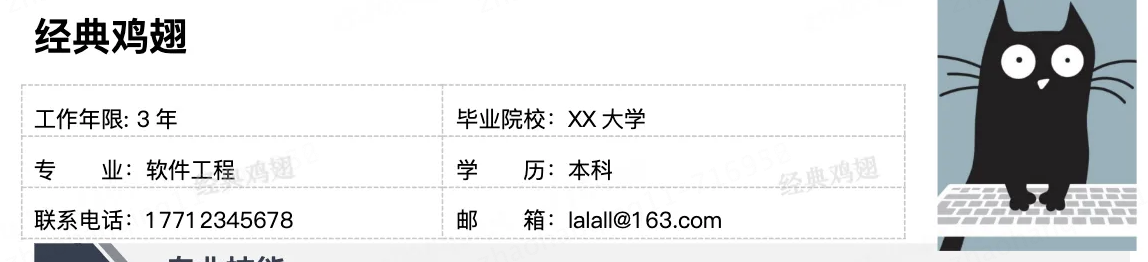 经典鸡翅
工作年限: 3 年 毕业院校：XX 大学
专 业：软件工程 学 历：本科
联系电话：17712345678 邮 箱：lalall@163.com
经典鸡翅 经典鸡翅